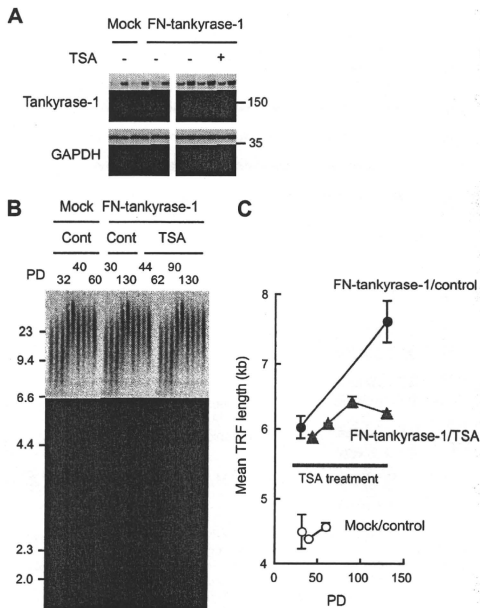 A
Mock FN-tankyrase-1
TSA - - - +
Tankyrase-1
150
35
GAPDH
B
Mock FN-tankyrase-1
Cont Cont TSA
40 30 44 90
PD 32 60 130 62 130
23
9.4
6.6
4.4
2.3
2.0
C
FN-tankyrase-1/control
8
7
6
5
4
Mean TRF length (kb)
FN-tankyrase-1/TSA
TSA treatment
Mock/control
0 50 100 150
PD